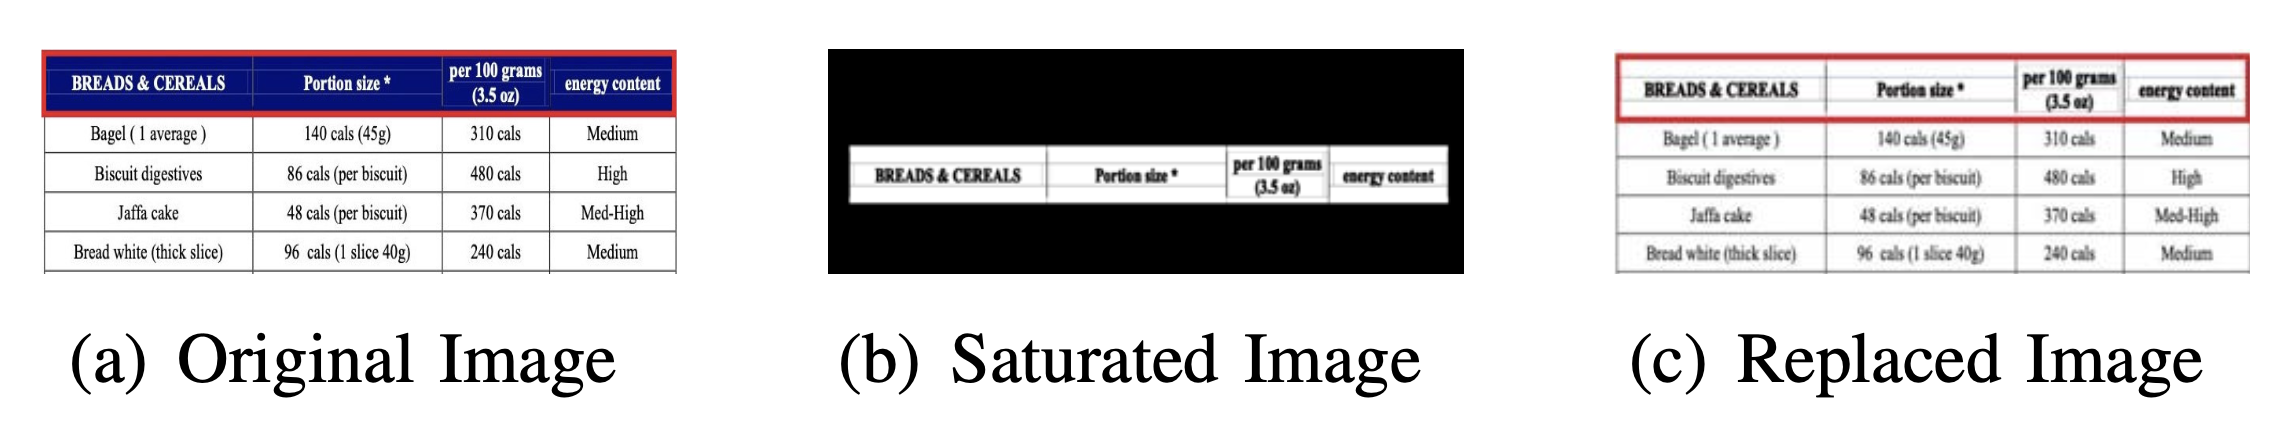 BREADS & CEREALS Portion size * per 100 grams (3.5 oz) energy content
Bagel ( 1 average ) 140 cals (45g) 310 cals Medium
Biscuit digestives 86 cals (per biscuit) 480 cals High
Jaffa cake 48 cals (per biscuit) 370 cals Med-High
Bread white (thick slice) 96 cals (1 slice 40g) 240 cals Medium
(a) Original Image
BREADS & CEREALS Portion size * per 100 grams (3.5 oz) energy content
(b) Saturated Image
BREADS & CEREALS Portion size * per 100 grams (3.5 oz) energy content
Bagel ( 1 average ) 140 cals (45g) 310 cals Medium
Biscuit digestives 86 cals (per biscuit) 480 cals High
Jaffa cake 48 cals (per biscuit) 370 cals Med-High
Bread white (thick slice) 96 cals (1 slice 40g) 240 cals Medium
(c) Replaced Image